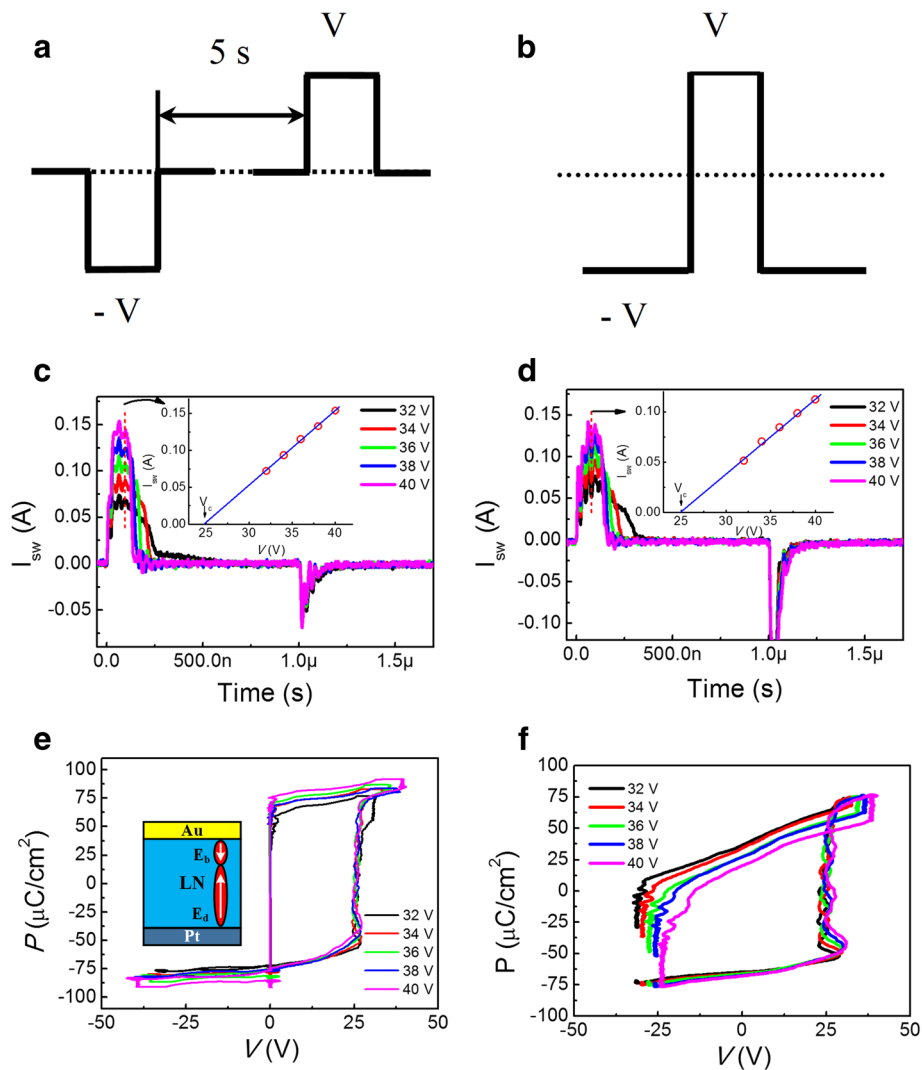 a
V
5 s
- V
b
V
- V
c
I_sw (A)
0.15
0.10
0.05
0.00
-0.05
0.0
500.0n
1.0µ
1.5µ
Time (s)
32 V
34 V
36 V
38 V
40 V
I_sw (A)
0.15
0.10
0.05
0.00
V_c
25
30
35
40
V (V)
d
I_sw (A)
0.15
0.10
0.05
0.00
-0.05
-0.10
0.0
500.0n
1.0µ
1.5µ
Time (s)
32 V
34 V
36 V
38 V
40 V
I_sw (A)
0.10
0.05
0.00
V_c
25
30
35
40
V (V)
e
P (µC/cm²)
100
75
50
25
0
-25
-50
-75
-100
-50
-25
0
25
50
V (V)
Au
E_b
LN
E_d
Pt
32 V
34 V
36 V
38 V
40 V
f
P (µC/cm²)
100
75
50
25
0
-25
-50
-75
-100
-50
-25
0
25
50
V (V)
32 V
34 V
36 V
38 V
40 V